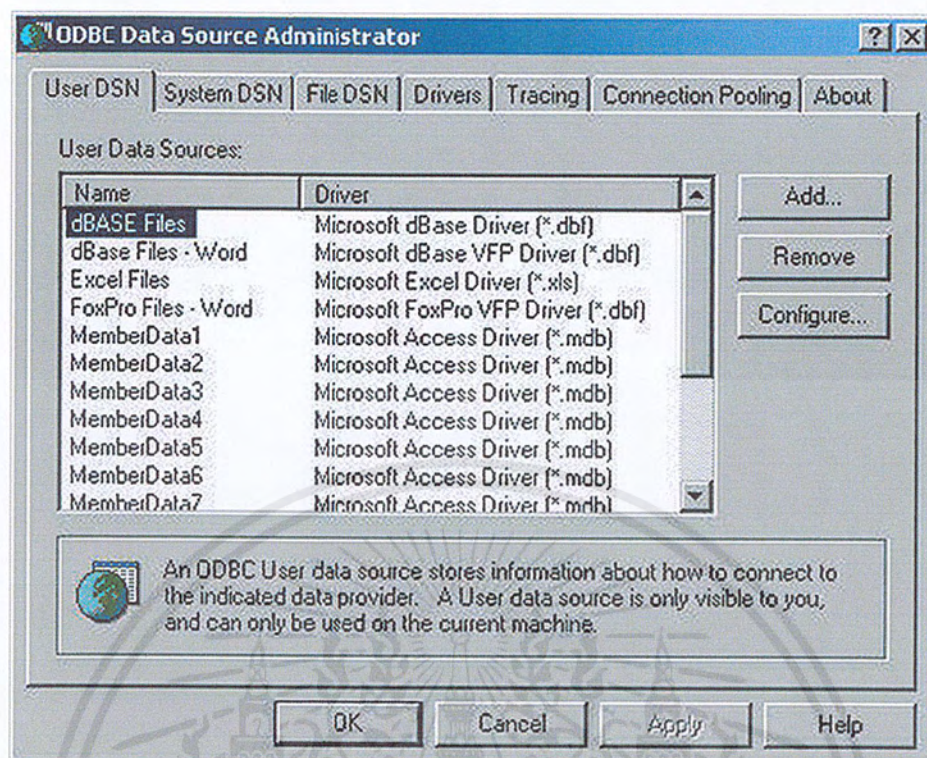 ODBC Data Source Administrator
User DSN System DSN File DSN Drivers Tracing Connection Pooling About
User Data Sources:
Name Driver
dBASE Files Microsoft dBase Driver (*.dbf)
dBase Files - Word Microsoft dBase VFP Driver (*.dbf)
Excel Files Microsoft Excel Driver (*.xls)
FoxPro Files - Word Microsoft FoxPro VFP Driver (*.dbf)
MemberData1 Microsoft Access Driver (*.mdb)
MemberData2 Microsoft Access Driver (*.mdb)
MemberData3 Microsoft Access Driver (*.mdb)
MemberData4 Microsoft Access Driver (*.mdb)
MemberData5 Microsoft Access Driver (*.mdb)
MemberData6 Microsoft Access Driver (*.mdb)
MemberData7 Microsoft Access Driver (*.mdb)
Add...
Remove
Configure...
An ODBC User data source stores information about how to connect to
the indicated data provider. A User data source is only visible to you,
and can only be used on the current machine.
OK Cancel Apply Help